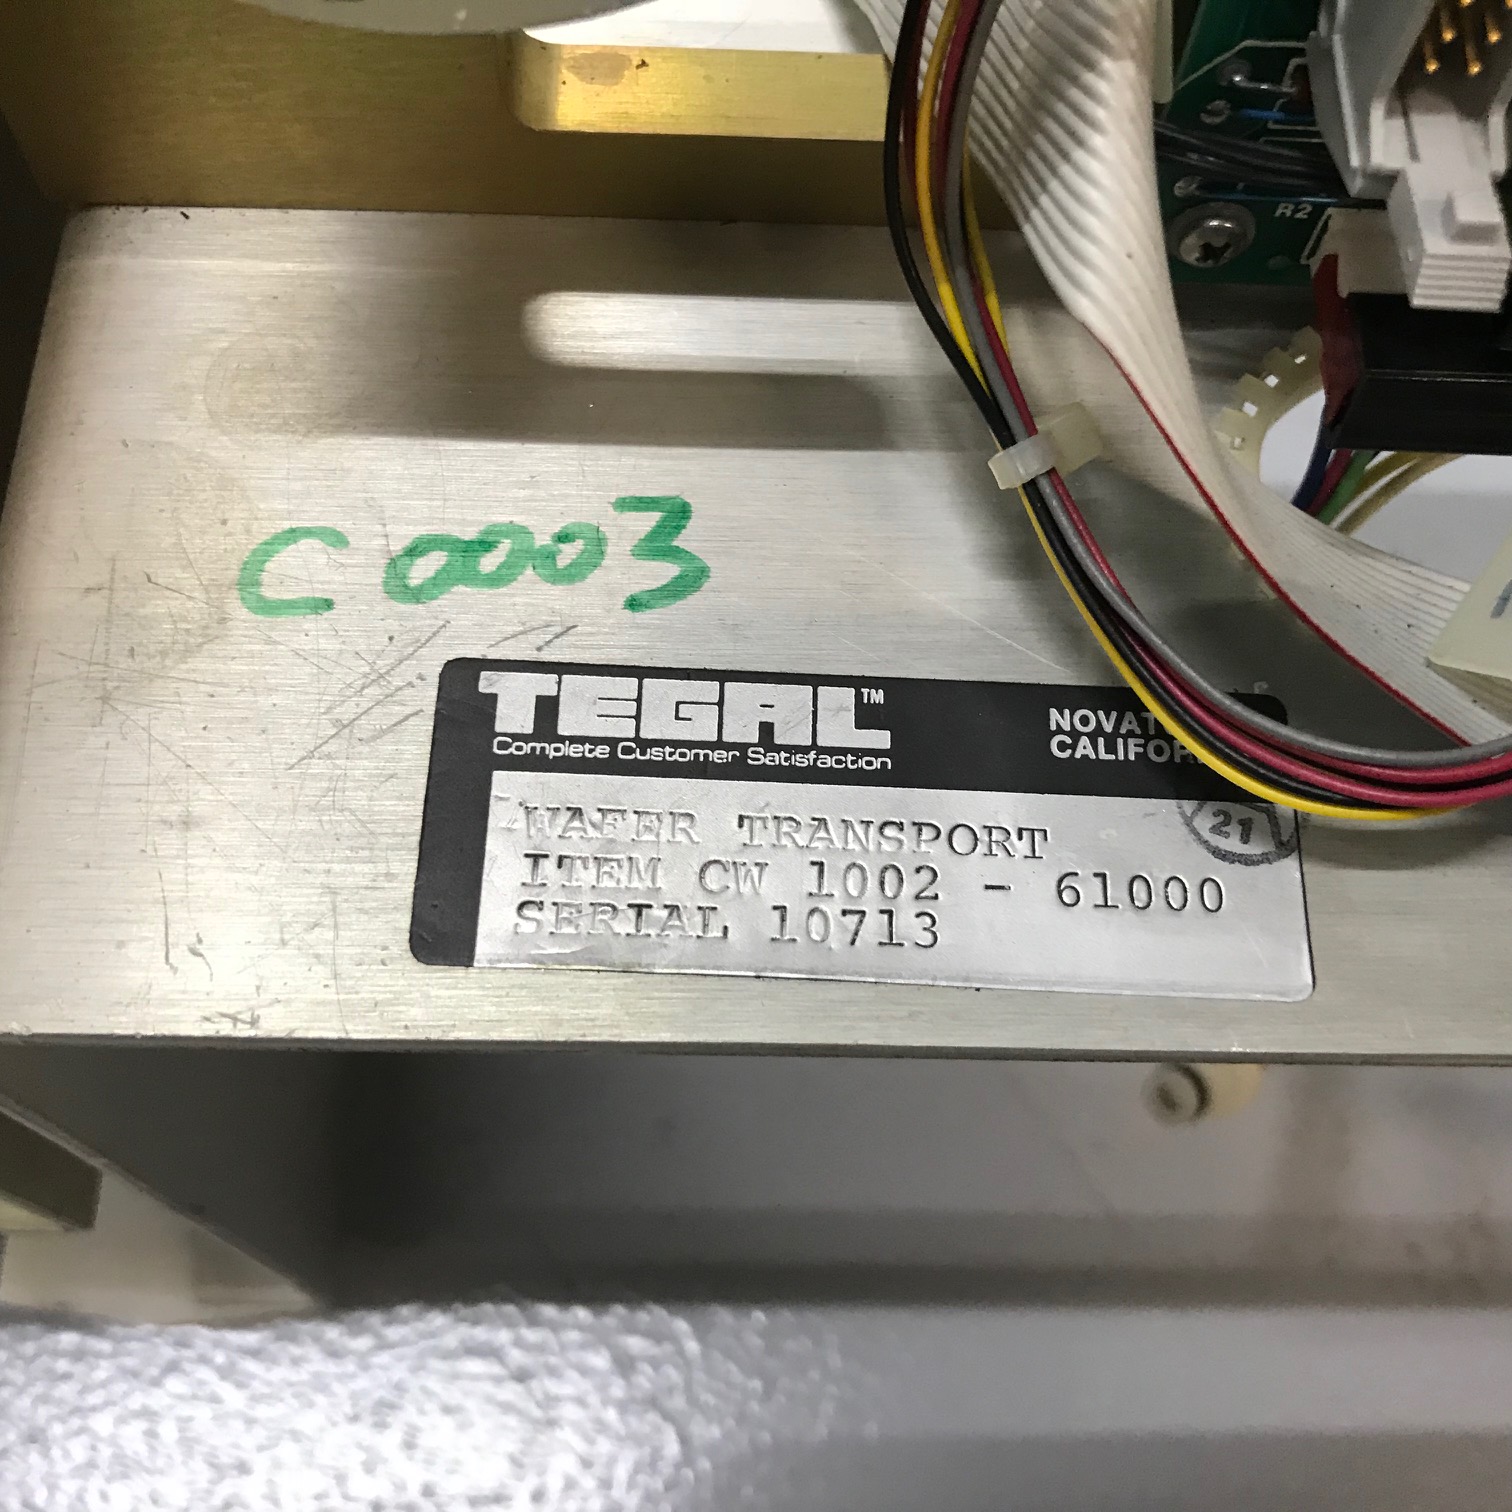 R2
C0003
TEGAL™
Complete Customer Satisfaction
NOVAT
CALIFOR
WAFER TRANSPORT
21
ITEM CW 1002 - 61000
SERIAL 10713